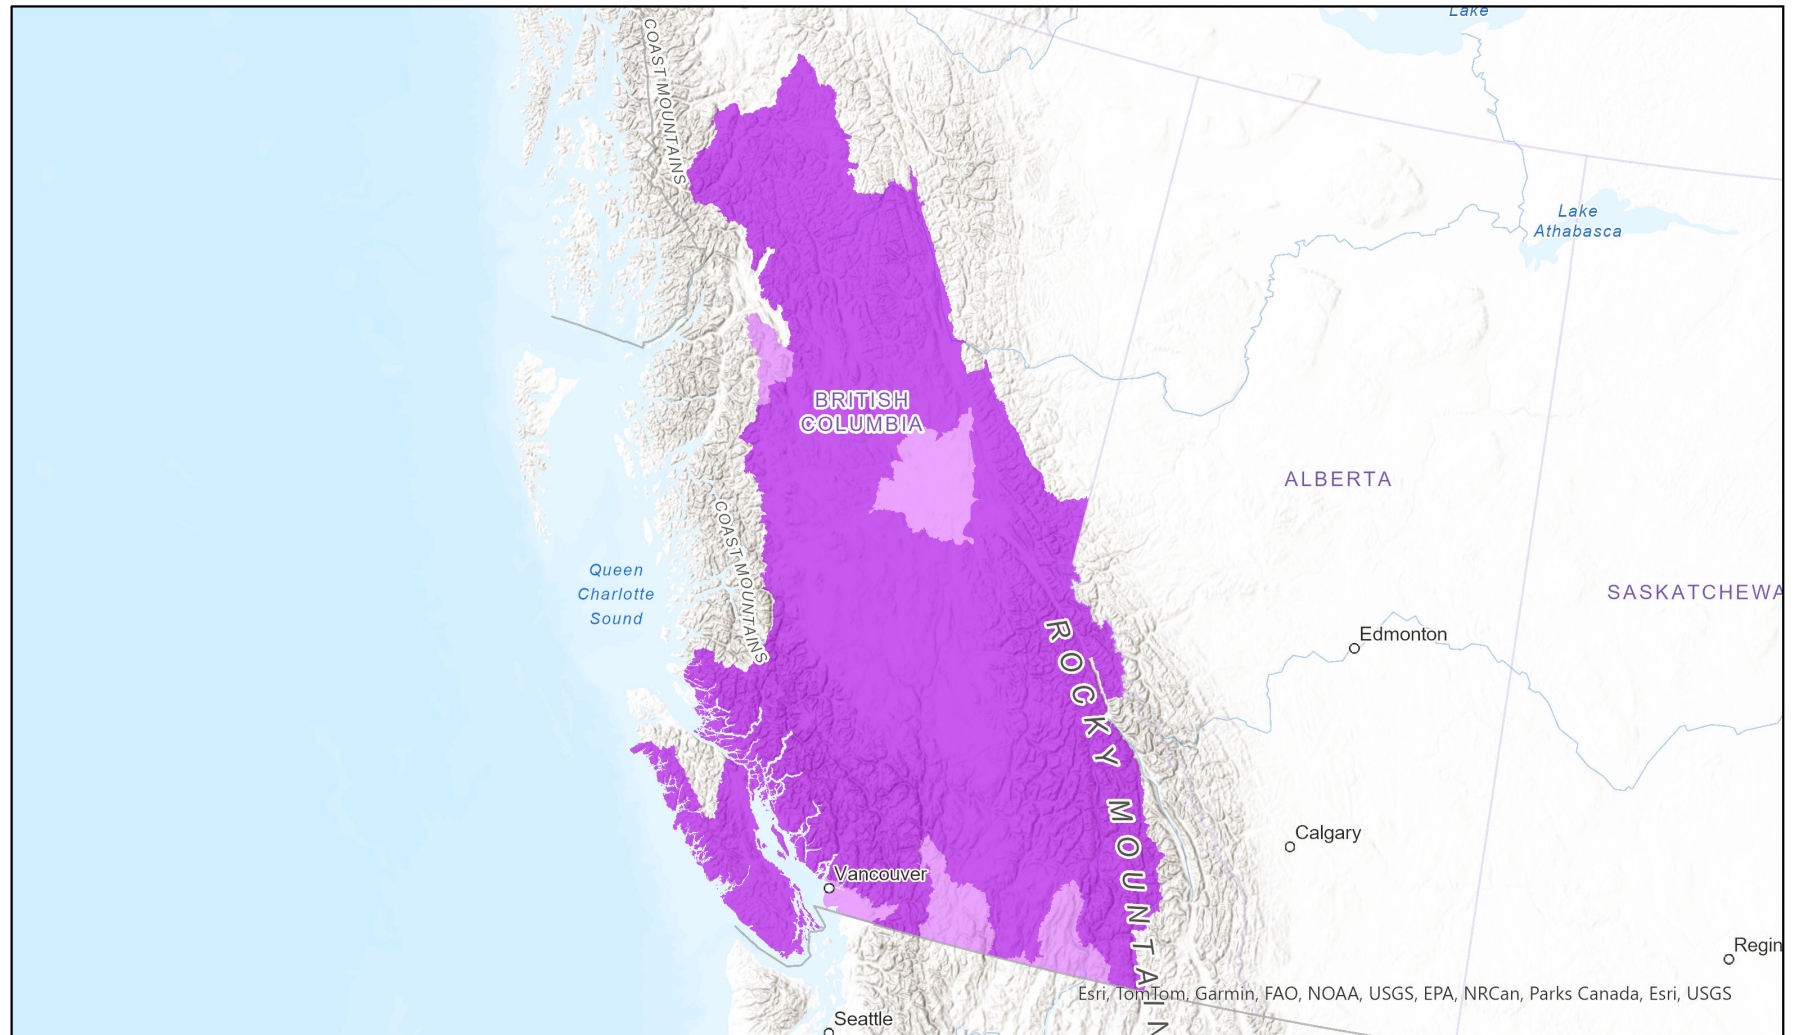 Lake
COAST MOUNTAINS
Lake
Athabasca
BRITISH
COLUMBIA
ALBERTA
COAST MOUNTAINS
Queen
Charlotte
Sound
SASKATCHEWA
Edmonton
ROCKY MOUNTAIN
Calgary
Vancouver
Regin
Esri, TomTom, Garmin, FAO, NOAA, USGS, EPA, NRCan, Parks Canada, Esri, USGS
Seattle